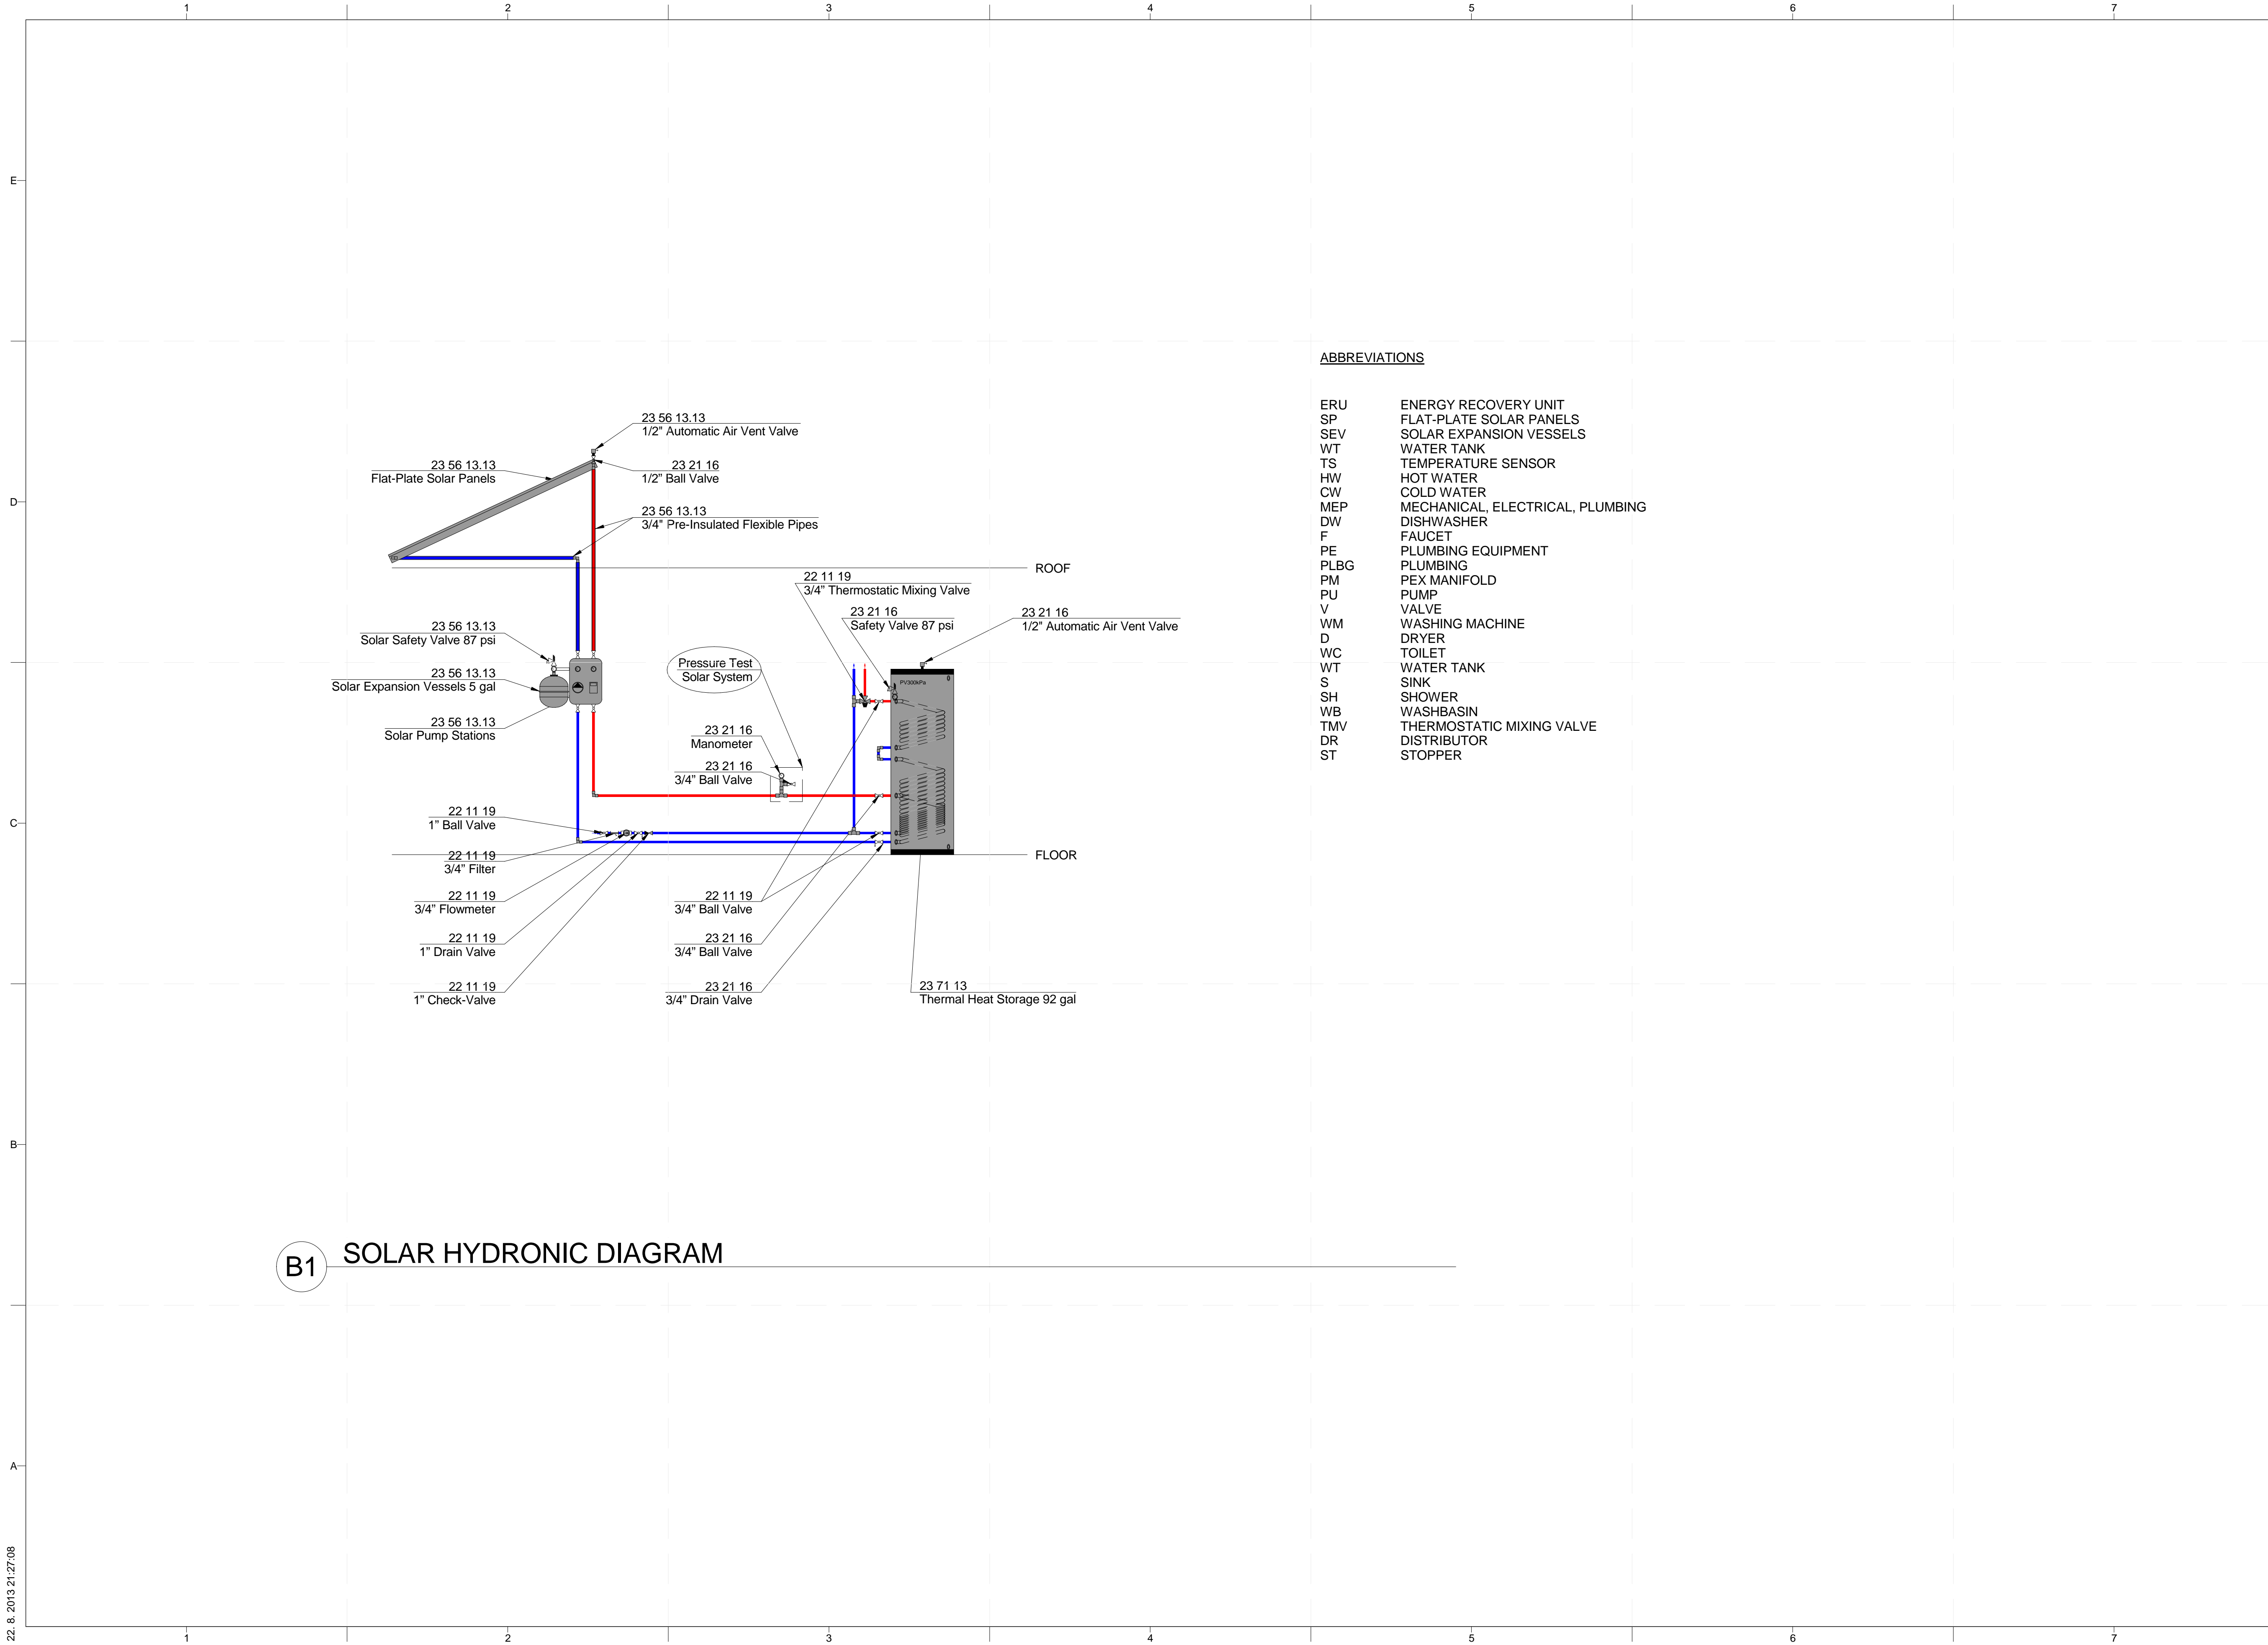 1 2 3 4 5 6 7
E
D
C
B
A
23 56 13.13
1/2" Automatic Air Vent Valve
23 56 13.13
Flat-Plate Solar Panels
23 21 16
1/2" Ball Valve
23 56 13.13
3/4" Pre-Insulated Flexible Pipes
ROOF
22 11 19
3/4" Thermostatic Mixing Valve
23 21 16
Safety Valve 87 psi
23 21 16
1/2" Automatic Air Vent Valve
23 56 13.13
Solar Safety Valve 87 psi
23 56 13.13
Solar Expansion Vessels 5 gal
23 56 13.13
Solar Pump Stations
Pressure Test
Solar System
PV300kPa
23 21 16
Manometer
23 21 16
3/4" Ball Valve
22 11 19
1" Ball Valve
22 11 19
3/4" Filter
22 11 19
3/4" Flowmeter
22 11 19
1" Drain Valve
22 11 19
1" Check-Valve
FLOOR
22 11 19
3/4" Ball Valve
23 21 16
3/4" Ball Valve
23 21 16
3/4" Drain Valve
23 71 13
Thermal Heat Storage 92 gal
ABBREVIATIONS
ERU ENERGY RECOVERY UNIT
SP FLAT-PLATE SOLAR PANELS
SEV SOLAR EXPANSION VESSELS
WT WATER TANK
TS TEMPERATURE SENSOR
HW HOT WATER
CW COLD WATER
MEP MECHANICAL, ELECTRICAL, PLUMBING
DW DISHWASHER
F FAUCET
PE PLUMBING EQUIPMENT
PLBG PLUMBING
PM PEX MANIFOLD
PU PUMP
V VALVE
WM WASHING MACHINE
D DRYER
WC TOILET
WT WATER TANK
S SINK
SH SHOWER
WB WASHBASIN
TMV THERMOSTATIC MIXING VALVE
DR DISTRIBUTOR
ST STOPPER
B1 SOLAR HYDRONIC DIAGRAM
22. 8. 2013 21:27:08
1 2 3 4 5 6 7